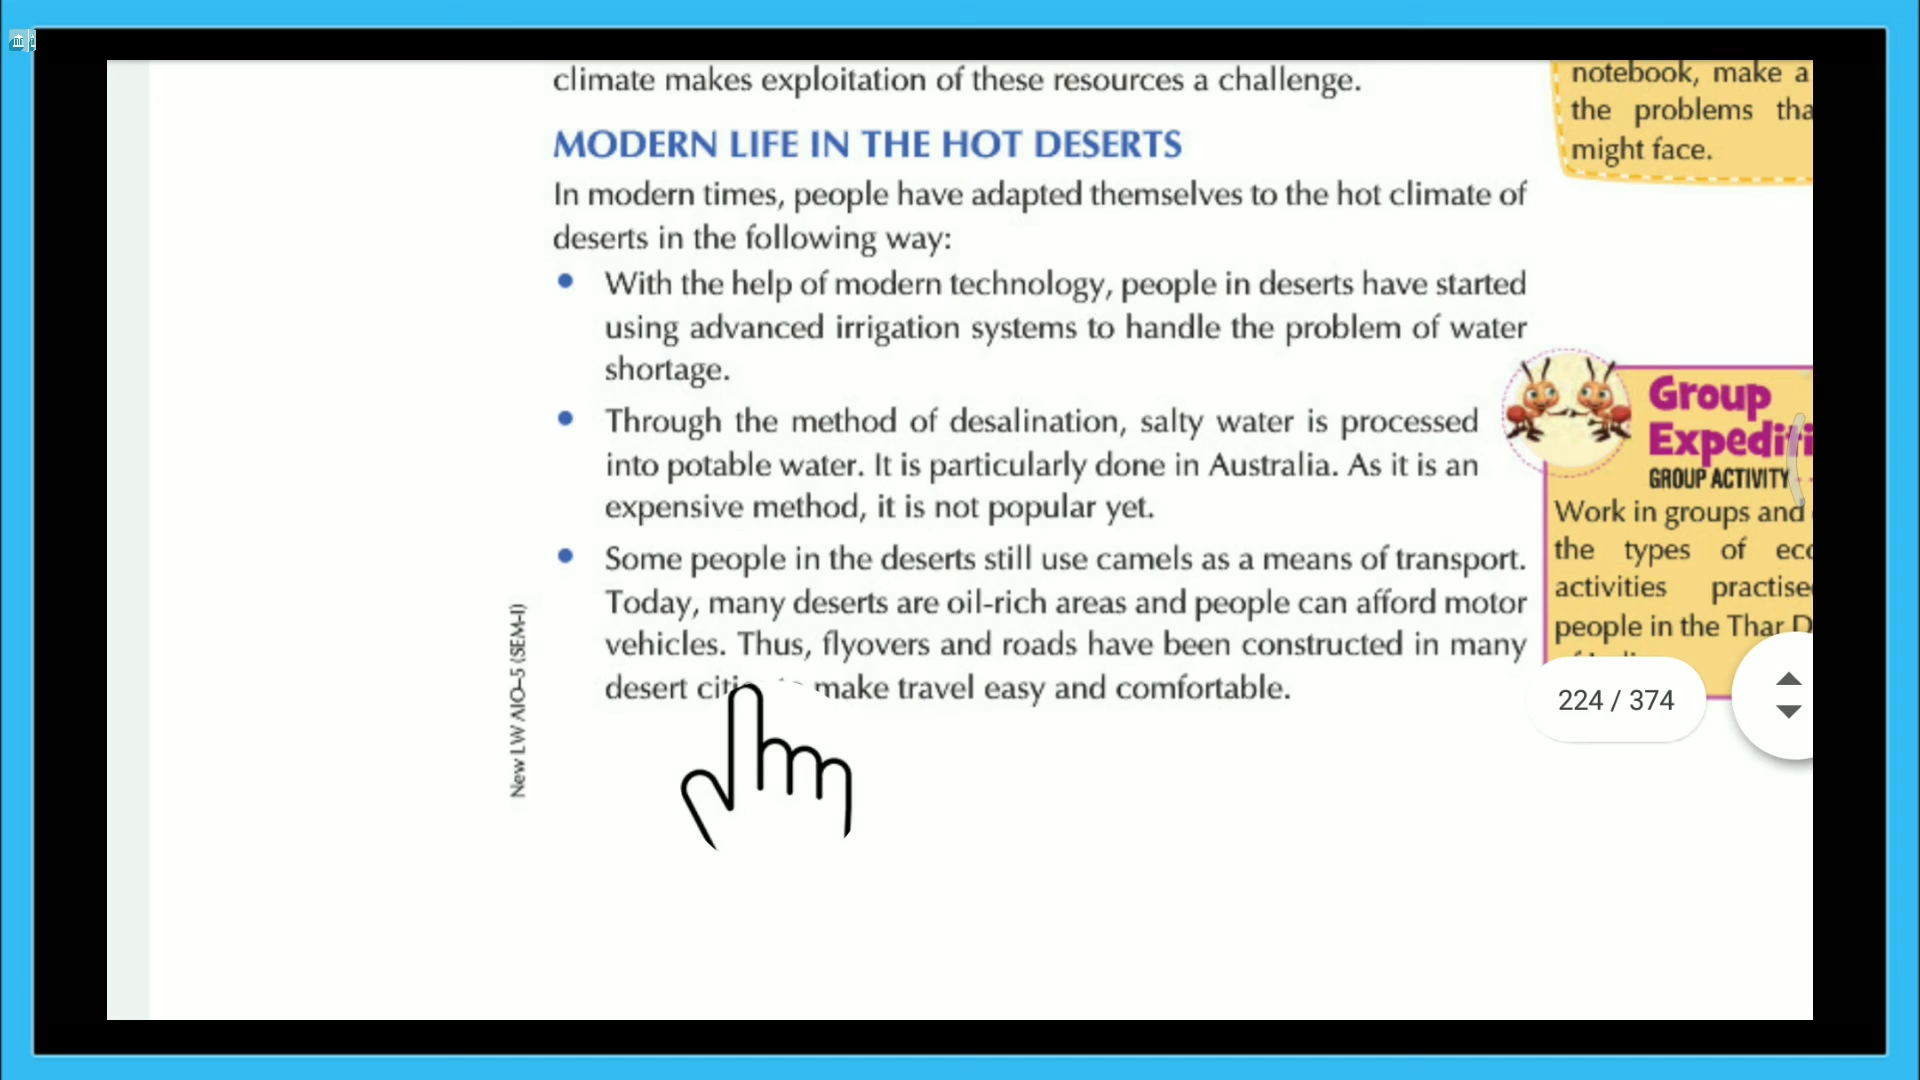 climate makes exploitation of these resources a challenge.
MODERN LIFE IN THE HOT DESERTS
In modern times, people have adapted themselves to the hot climate of
deserts in the following way:
• With the help of modern technology, people in deserts have started
using advanced irrigation systems to handle the problem of water
shortage.
• Through the method of desalination, salty water is processed
into potable water. It is particularly done in Australia. As it is an
expensive method, it is not popular yet.
• Some people in the deserts still use camels as a means of transport.
Today, many deserts are oil-rich areas and people can afford motor
vehicles. Thus, flyovers and roads have been constructed in many
desert make travel easy and comfortable.
New LW AIO–5 (SEM-I)
notebook, make a
the problems
might face.
Group
GROUP ACTIVITY
Work in groups and
the types of
activities
people in the Thar
224 / 374